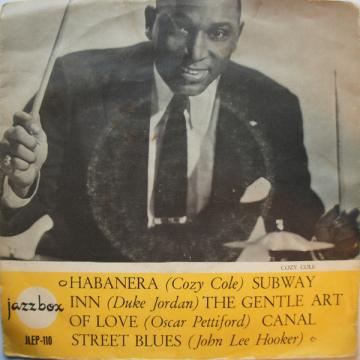 COZY COLE
HABANERA (Cozy Cole) SUBWAY
INN (Duke Jordan) THE GENTLE ART
OF LOVE (Oscar Pettiford) CANAL
STREET BLUES (John Lee Hooker)
jazzbox
JLEP-110